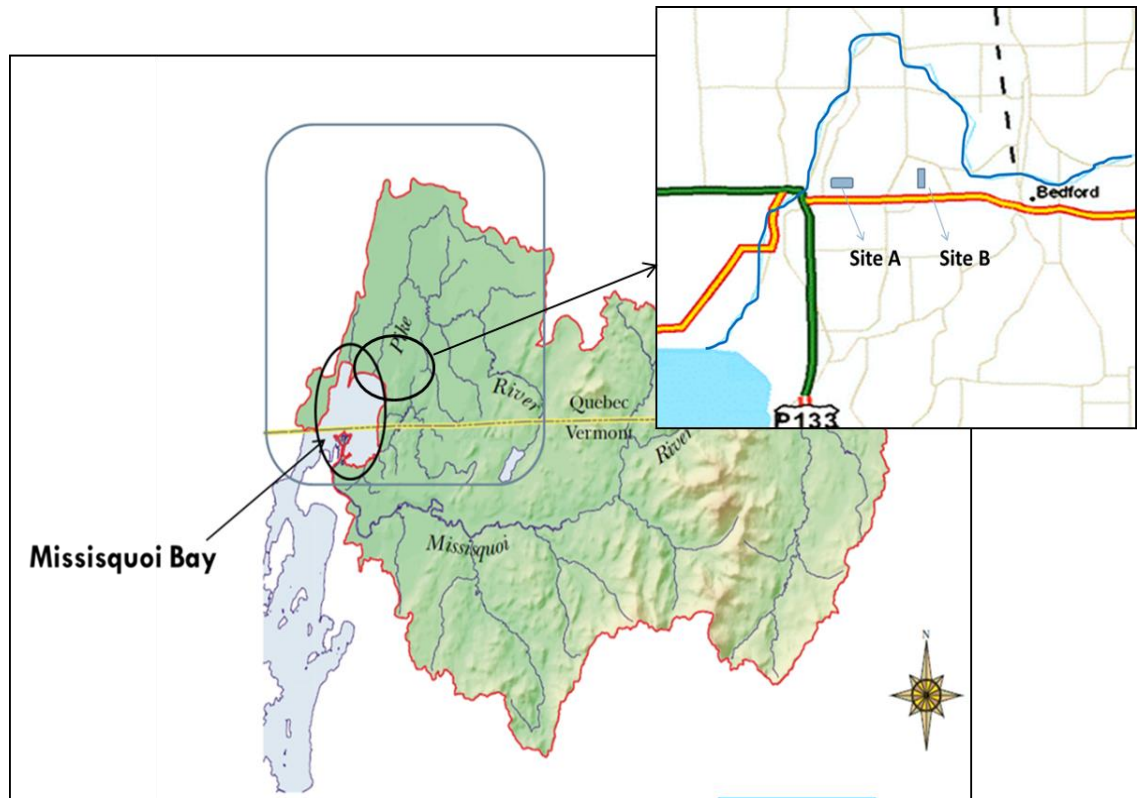 Bedford
Site A
Site B
P133
Pike
River
Quebec
Vermont
River
Missisquoi
Missisquoi Bay
N